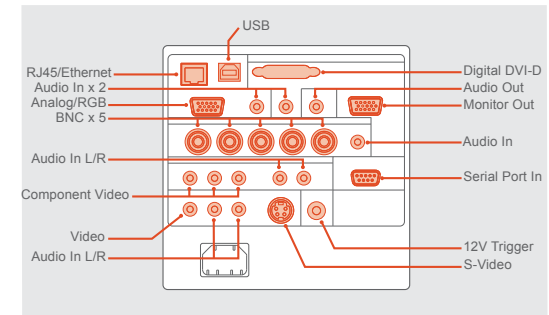 USB
RJ45/Ethernet
Audio In x 2
Analog/RGB
BNC x 5
Audio In L/R
Component Video
Video
Audio In L/R
Digital DVI-D
Audio Out
Monitor Out
Audio In
Serial Port In
12V Trigger
S-Video